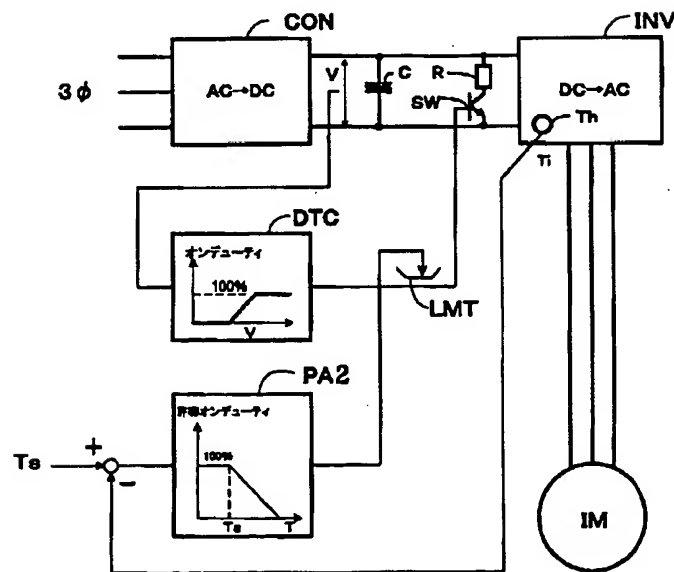 CON
INV
3φ
AC→DC
V
C
R
SW
DC→AC
Th
Ti
DTC
オンデューティ
100%
V
LMT
PA2
許容オンデューティ
100%
Ts
T
Ts
+
−
IM